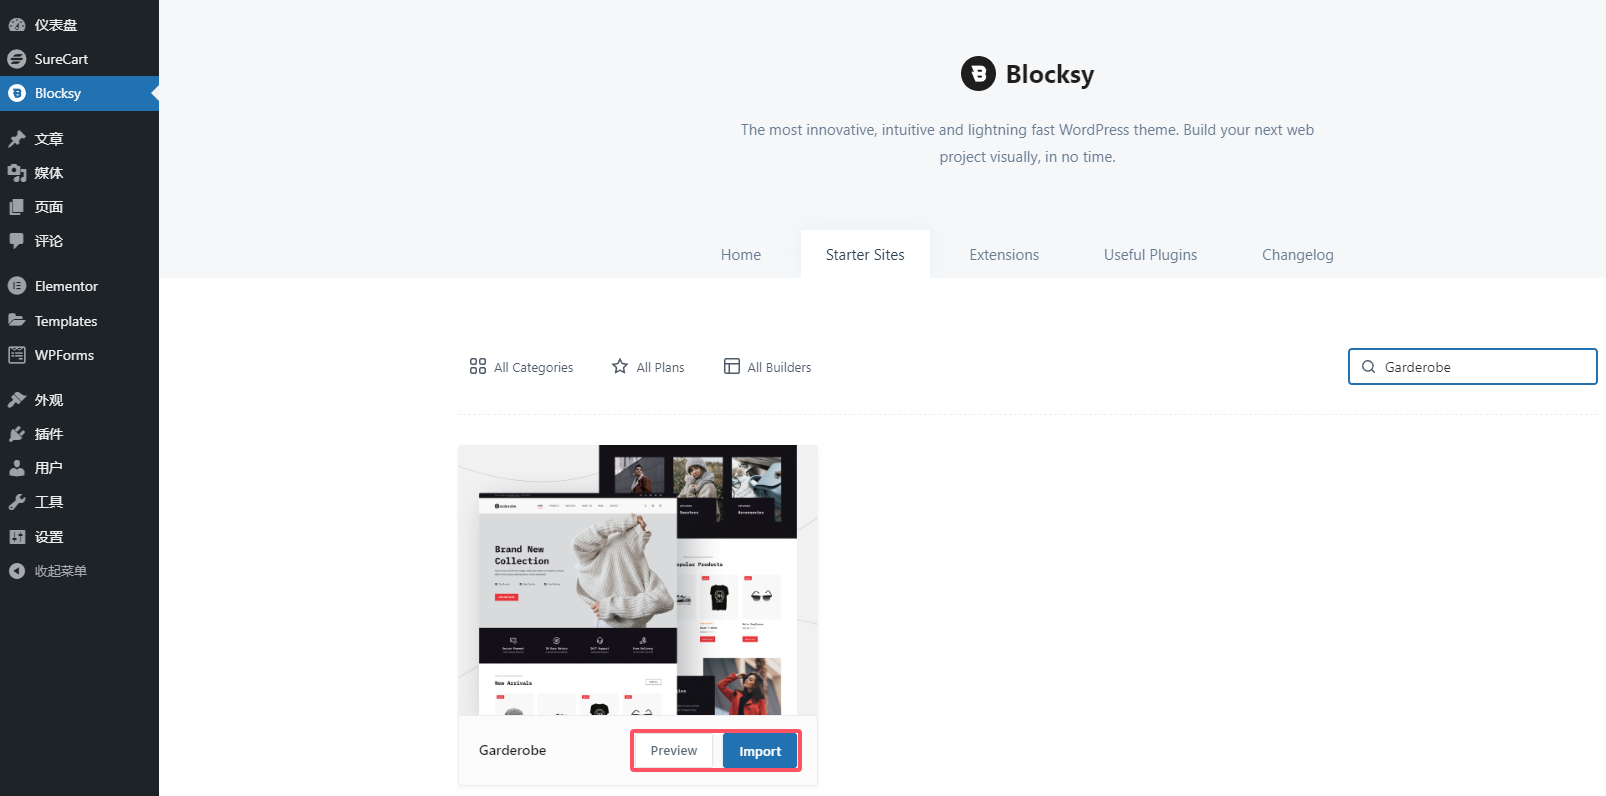 仪表盘
SureCart
Blocksy
文章
媒体
页面
评论
Elementor
Templates
WPForms
外观
插件
用户
工具
设置
收起菜单
Blocksy
The most innovative, intuitive and lightning fast WordPress theme. Build your next web
project visually, in no time.
Home
Starter Sites
Extensions
Useful Plugins
Changelog
All Categories
All Plans
All Builders
Garderobe
Brand New
Collection
New Arrivals
Garderobe
Preview
Import